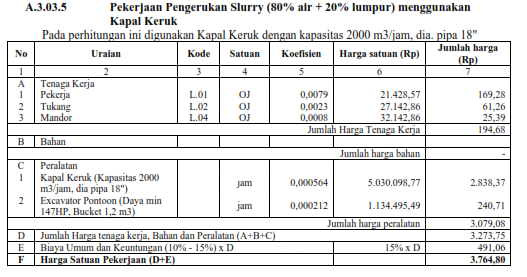 A.3.03.5 Pekerjaan Pengerukan Slurry (80% air + 20% lumpur) menggunakan
Kapal Keruk
Pada perhitungan ini digunakan Kapal Keruk dengan kapasitas 2000 m3/jam, dia. pipa 18"
No Uraian Kode Satuan Koefisien Harga satuan (Rp) Jumlah harga (Rp)
1 2 3 4 5 6 7
A Tenaga Kerja
1 Pekerja L.01 OJ 0,0079 21.428,57 169,28
2 Tukang L.02 OJ 0,0023 27.142,86 61,26
3 Mandor L.04 OJ 0,0008 32.142,86 25,39
Jumlah Harga Tenaga Kerja 194,68
B Bahan
Jumlah harga bahan -
C Peralatan
1 Kapal Keruk (Kapasitas 2000
m3/jam, dia pipa 18") jam 0,000564 5.030.098,77 2.838,37
2 Excavator Pontoon (Daya min
147HP, Bucket 1,2 m3) jam 0,000212 1.134.495,49 240,71
Jumlah harga peralatan 3.079,08
D Jumlah Harga tenaga kerja, Bahan dan Peralatan (A+B+C) 3.273,75
E Biaya Umum dan Keuntungan (10% - 15%) x D 15% x D 491,06
F Harga Satuan Pekerjaan (D+E) 3.764,80